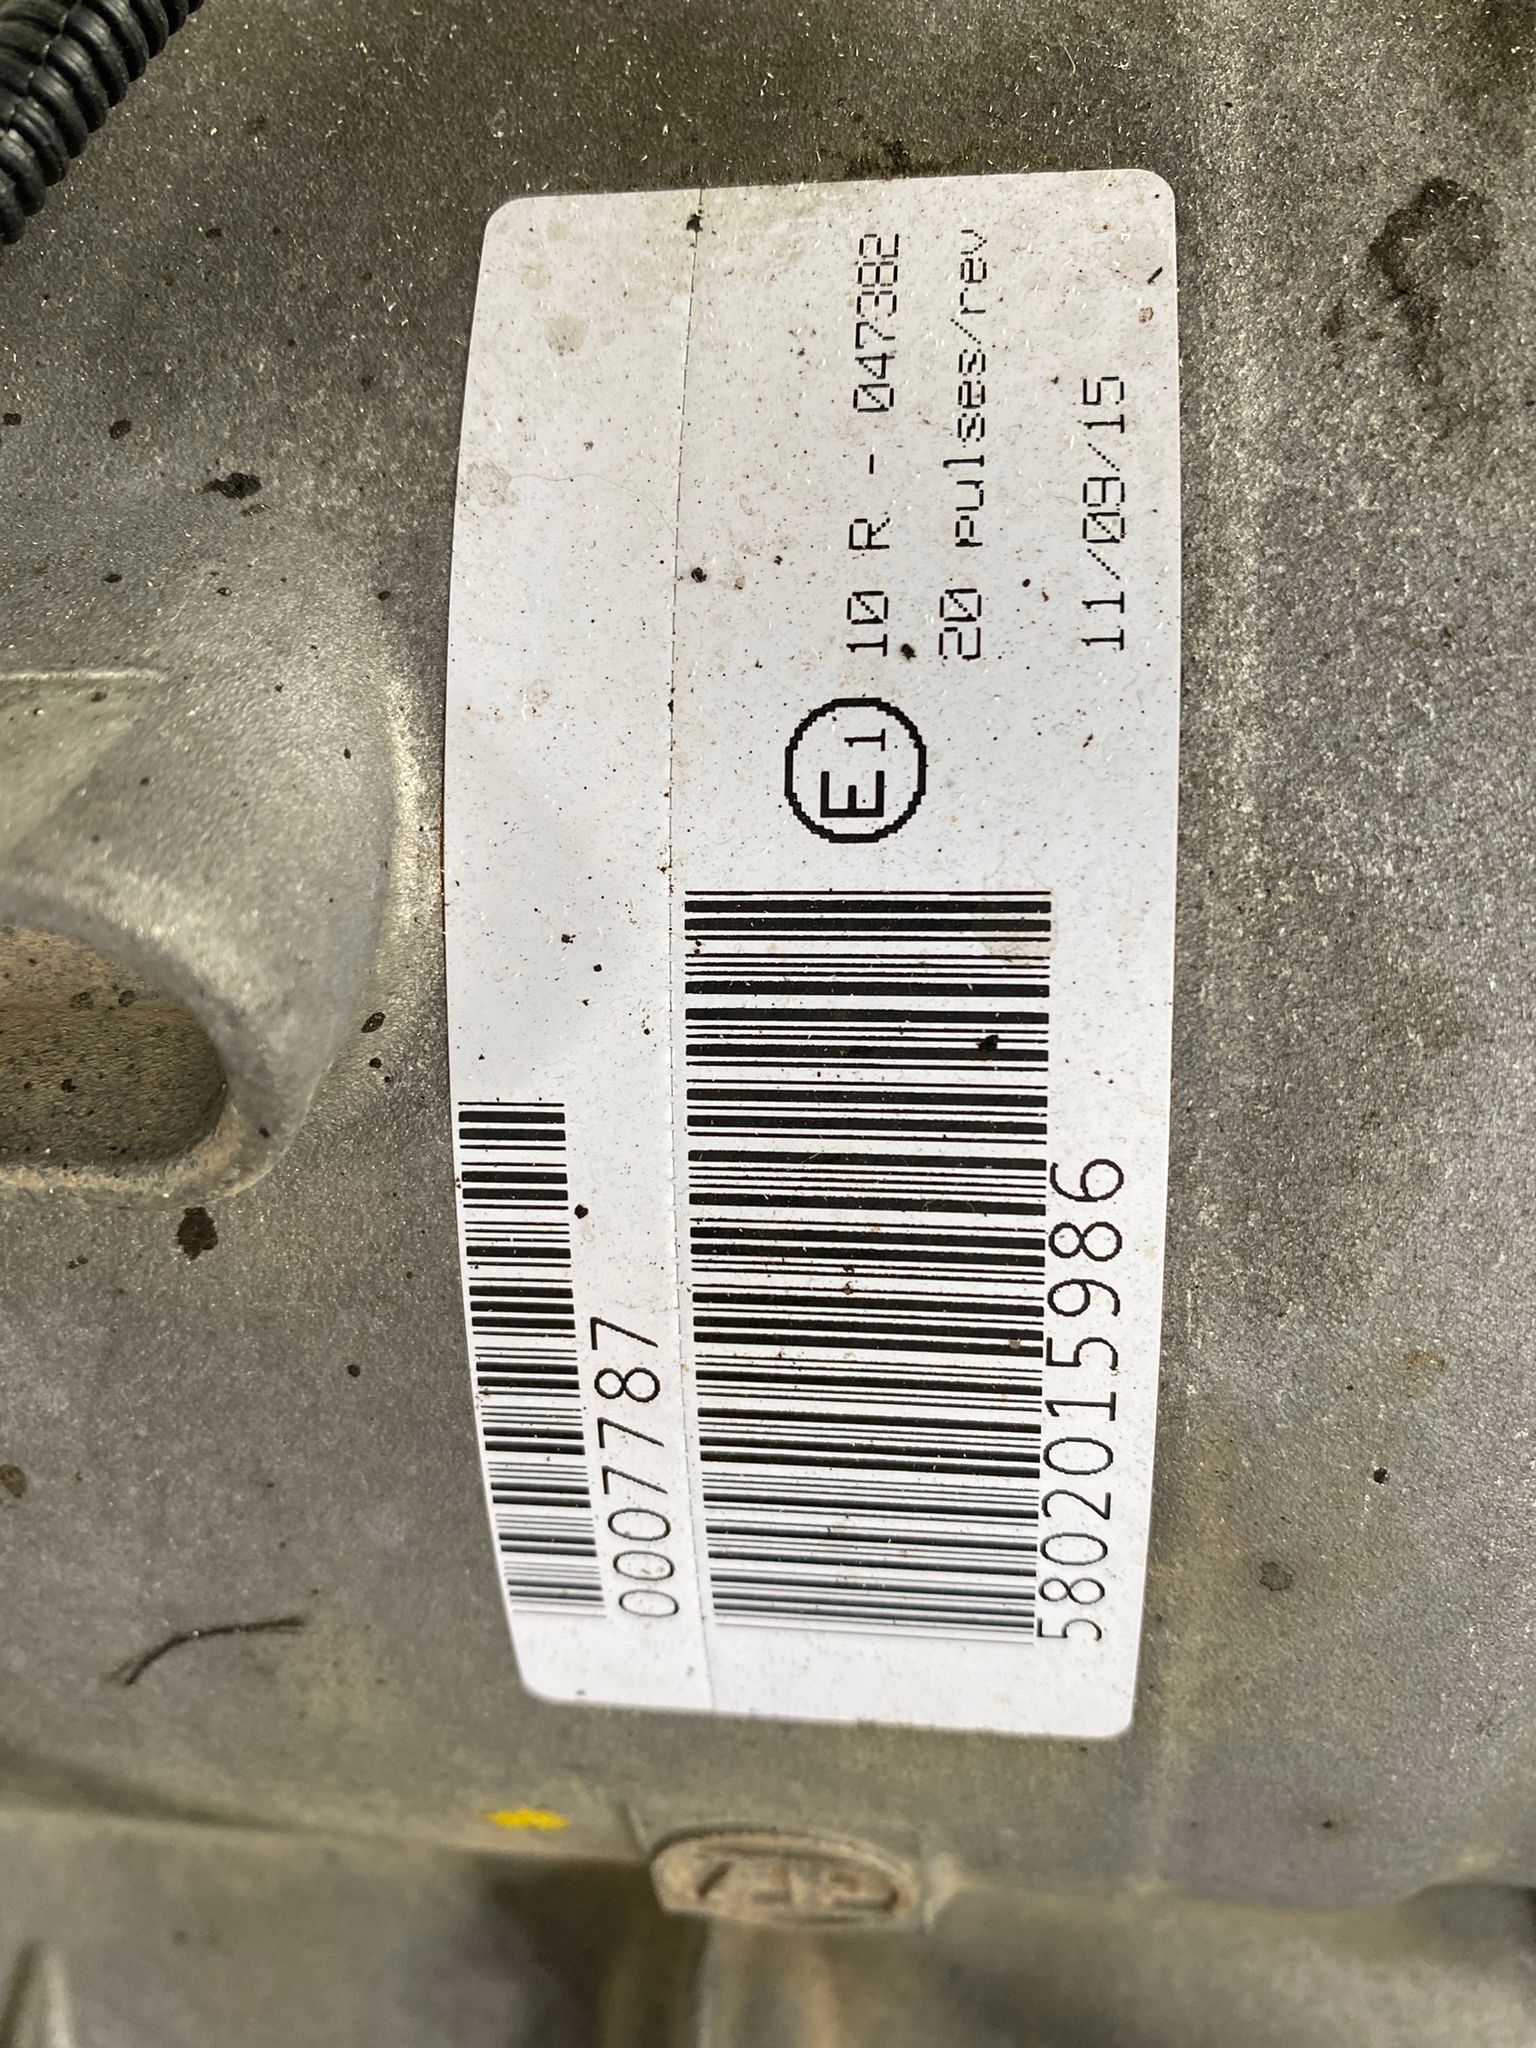 0007787
5802015986
E1 10 R - 047382
20 pulses/rev
11/09/15